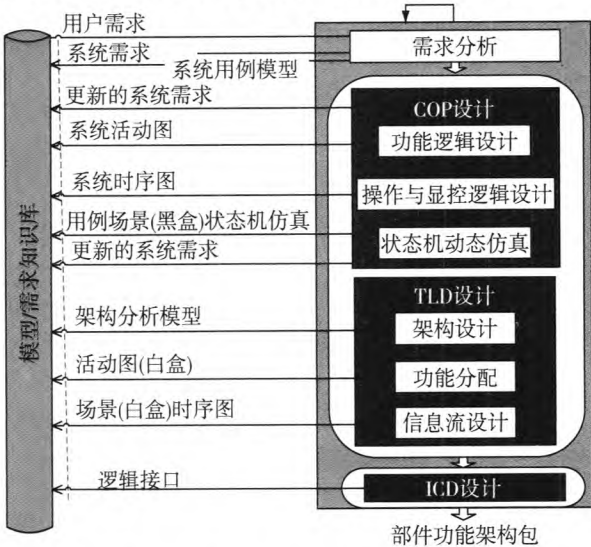 用户需求
系统需求
系统用例模型
更新的系统需求
系统活动图
系统时序图
用例场景(黑盒)状态机仿真
更新的系统需求
架构分析模型
活动图(白盒)
场景(白盒)时序图
逻辑接口
模型/需求知识库
需求分析
COP设计
功能逻辑设计
操作与显控逻辑设计
状态机动态仿真
TLD设计
架构设计
功能分配
信息流设计
ICD设计
部件功能架构包